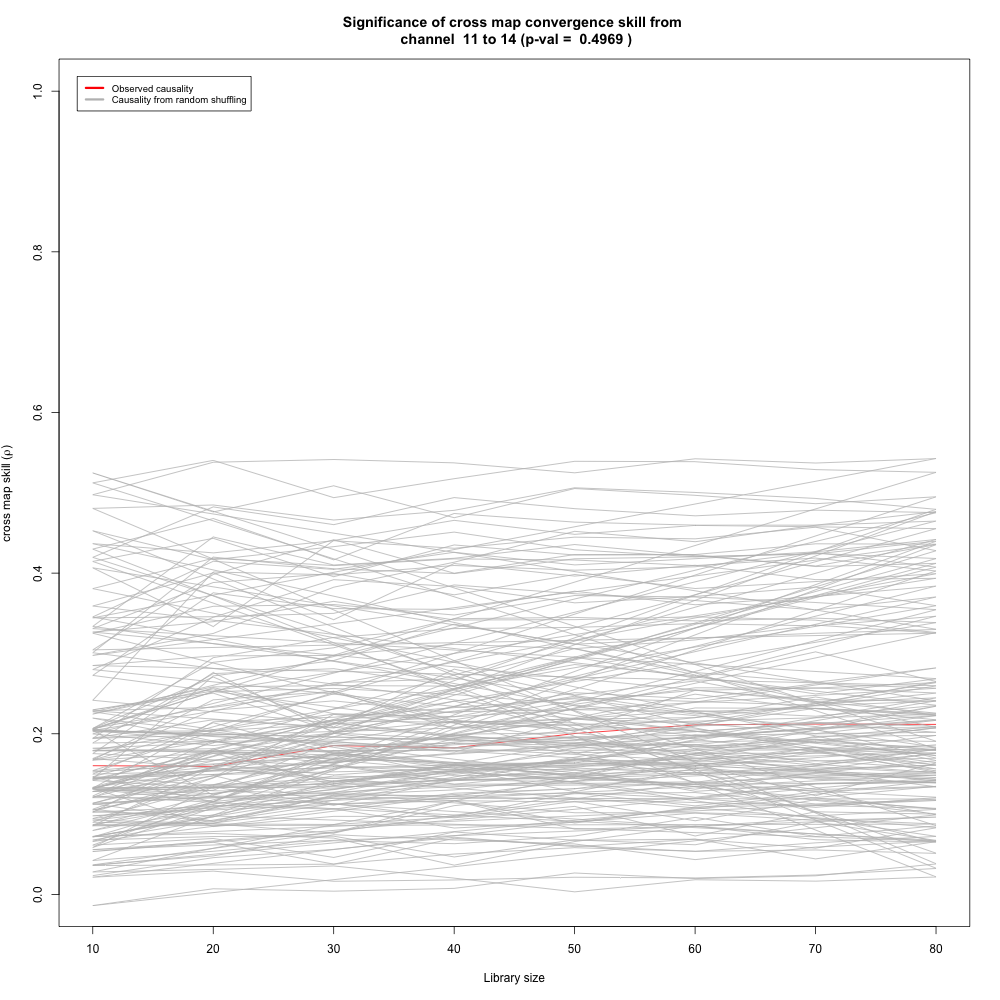 Significance of cross map convergence skill from
channel  11 to 14 (p-val =  0.4969 )
Observed causality
Causality from random shuffling
cross map skill (ρ)
1.0
0.8
0.6
0.4
0.2
0.0
10 20 30 40 50 60 70 80
Library size